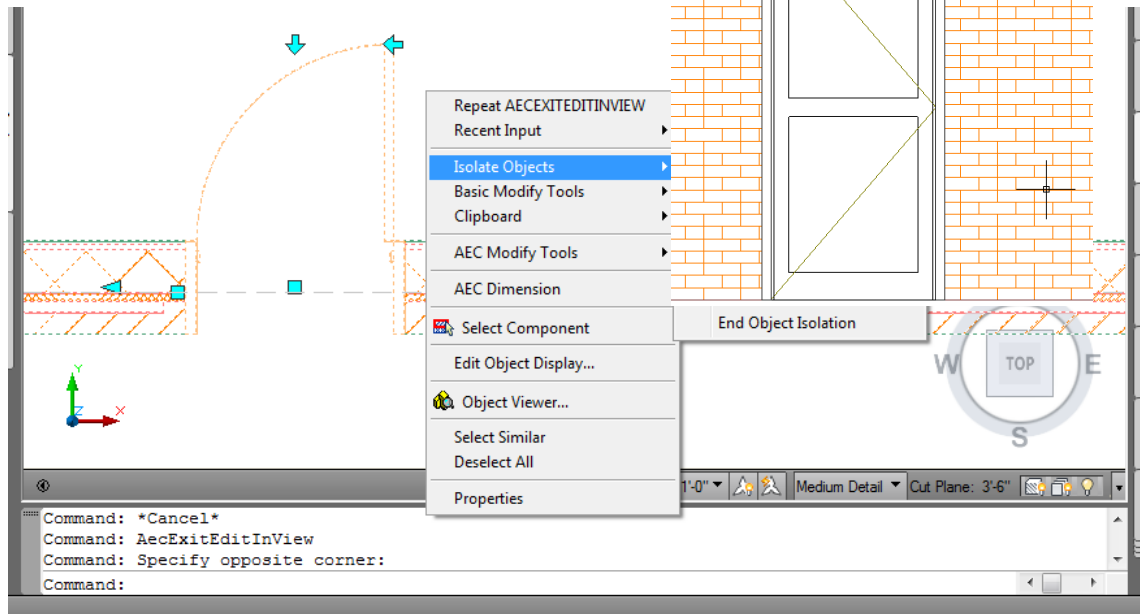 Repeat AECEXITEDITINVIEW
Recent Input
Isolate Objects
Basic Modify Tools
Clipboard
AEC Modify Tools
AEC Dimension
Select Component
End Object Isolation
Edit Object Display...
Object Viewer...
Select Similar
Deselect All
Properties
Y
Z
X
W
TOP
E
S
1'-0" Medium Detail Cut Plane: 3'-6"
Command: *Cancel*
Command: AecExitEditInView
Command: Specify opposite corner:
Command: